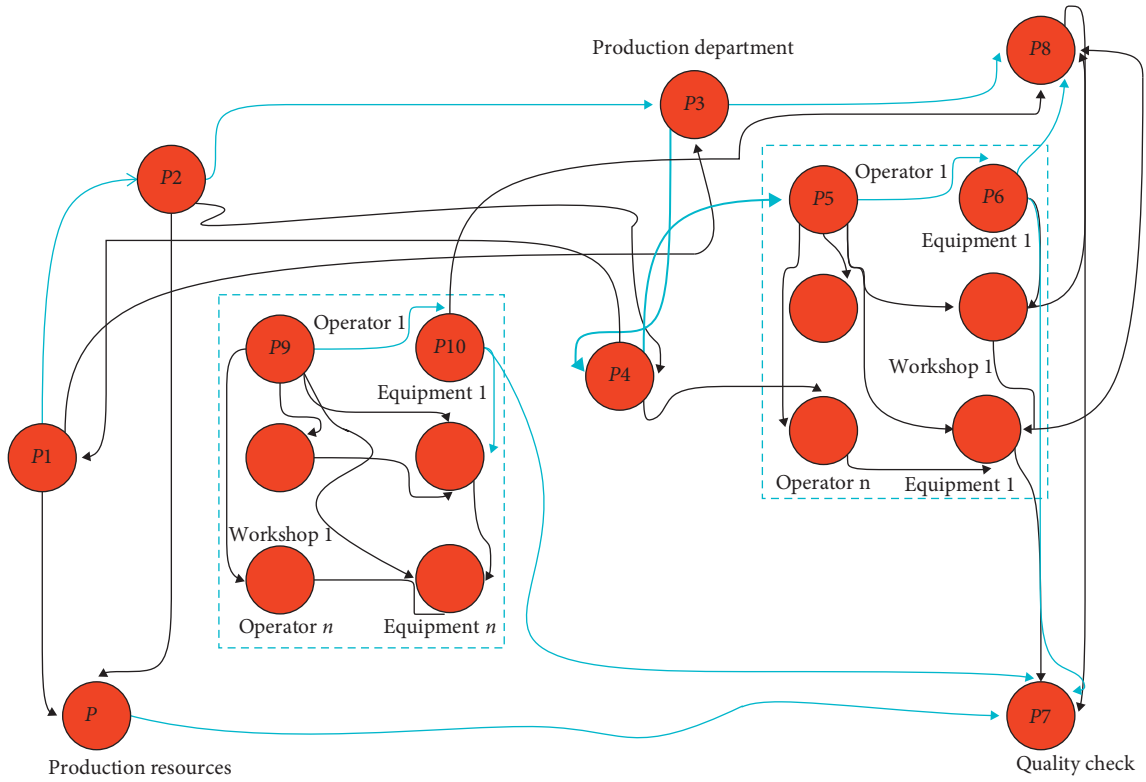 Production department
P8
P3
P2
P5
Operator 1
P6
Equipment 1
P9
Operator 1
P10
P4
Workshop 1
Equipment 1
P1
Operator n
Equipment 1
Workshop 1
Operator n
Equipment n
P
P7
Production resources
Quality check